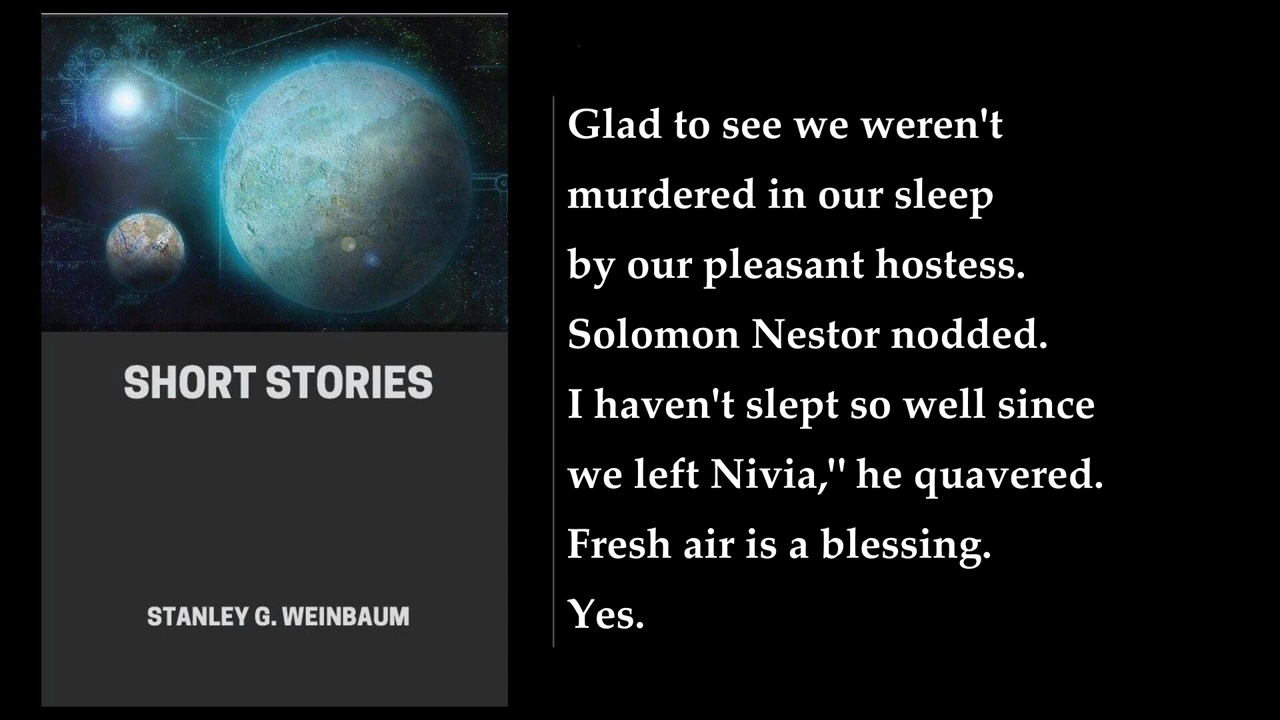 SHORT STORIES
STANLEY G. WEINBAUM
Glad to see we weren't
murdered in our sleep
by our pleasant hostess.
Solomon Nestor nodded.
I haven't slept so well since
we left Nivia," he quavered.
Fresh air is a blessing.
Yes.